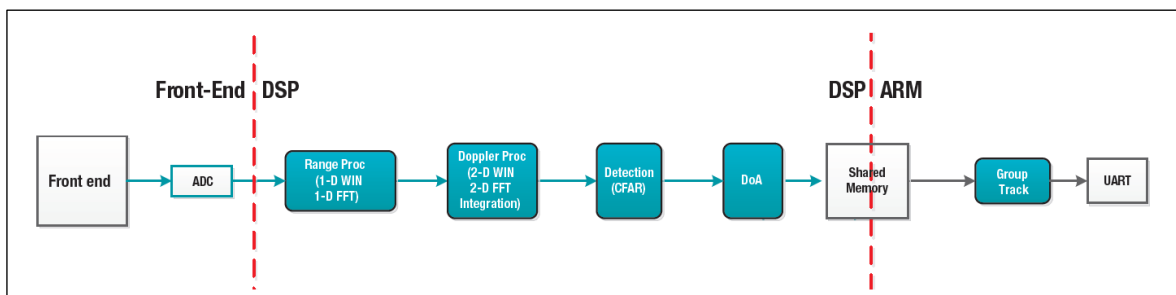 Front-End
DSP
DSP
ARM
Front end
ADC
Range Proc
(1-D WIN
1-D FFT)
Doppler Proc
(2-D WIN
2-D FFT
Integration)
Detection
(CFAR)
DoA
Shared
Memory
Group
Track
UART